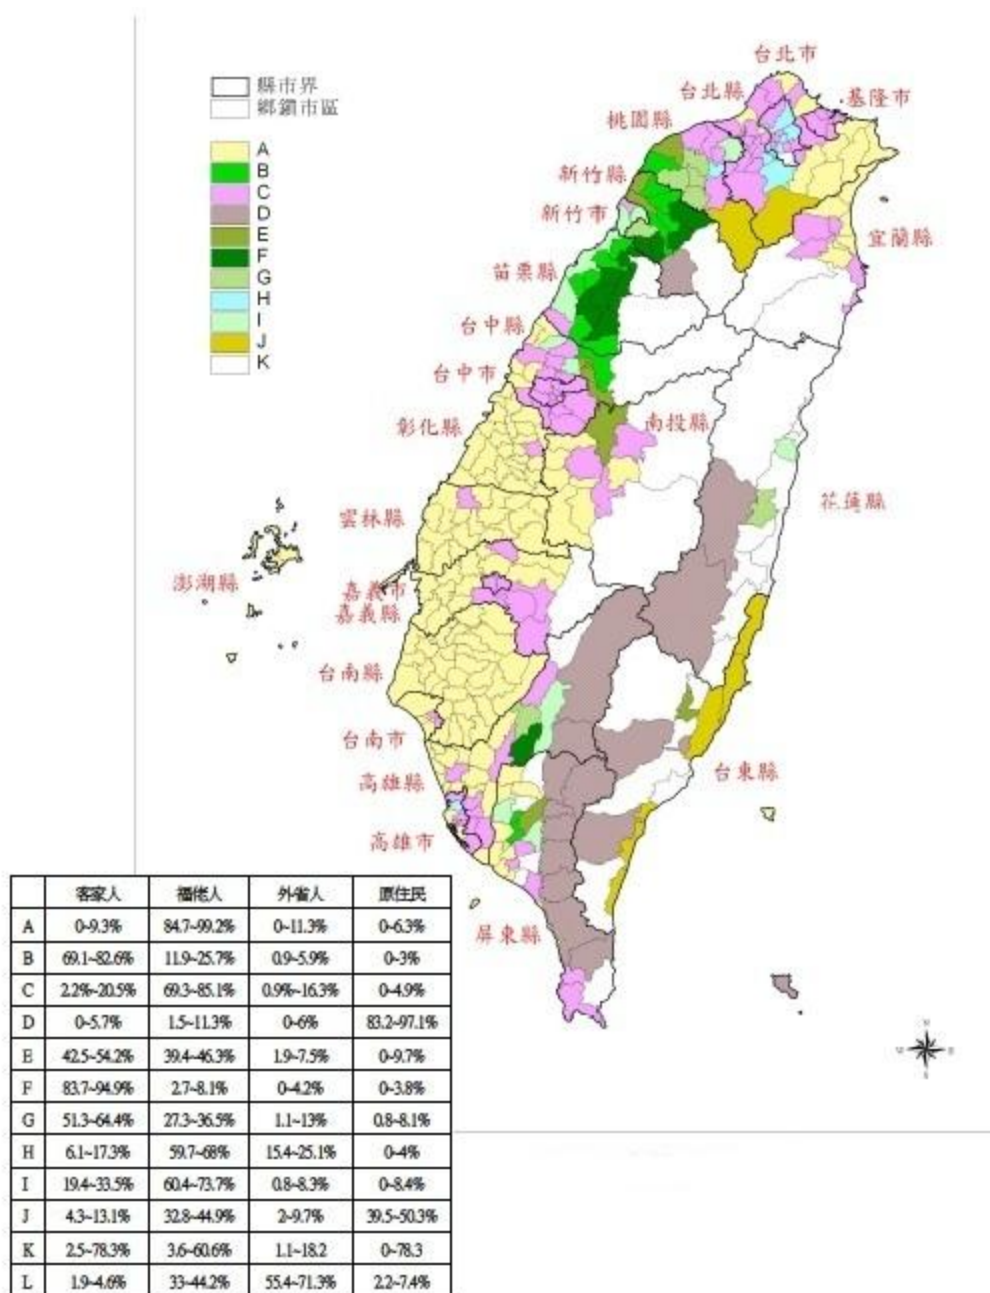 台北市
台北縣
基隆市
桃園縣
新竹縣
新竹市
宜蘭縣
苗栗縣
台中縣
台中市
彰化縣
南投縣
雲林縣
花蓮縣
澎湖縣
嘉義市
嘉義縣
台南縣
台南市
高雄縣
台東縣
高雄市
屏東縣
縣市界
鄉鎮市區
A
B
C
D
E
F
G
H
I
J
K
客家人 福佬人 外省人 原住民
A 0~9.3% 84.7~99.2% 0~11.3% 0~6.3%
B 69.1~82.6% 11.9~25.7% 0.9~5.9% 0~3%
C 2.2%~20.5% 69.3~85.1% 0.9%~16.3% 0~4.9%
D 0~5.7% 1.5~11.3% 0~6% 83.2~97.1%
E 42.5~54.2% 39.4~46.3% 1.9~7.5% 0~9.7%
F 83.7~94.9% 2.7~8.1% 0~4.2% 0~3.8%
G 51.3~64.4% 27.3~36.5% 1.1~13% 0.8~8.1%
H 6.1~17.3% 59.7~68% 15.4~25.1% 0~4%
I 19.4~33.5% 60.4~73.7% 0.8~8.3% 0~8.4%
J 4.3~13.1% 32.8~44.9% 2~9.7% 39.5~50.3%
K 2.5~78.3% 3.6~60.6% 1.1~18.2 0~78.3
L 1.9~4.6% 33~44.2% 55.4~71.3% 2.2~7.4%